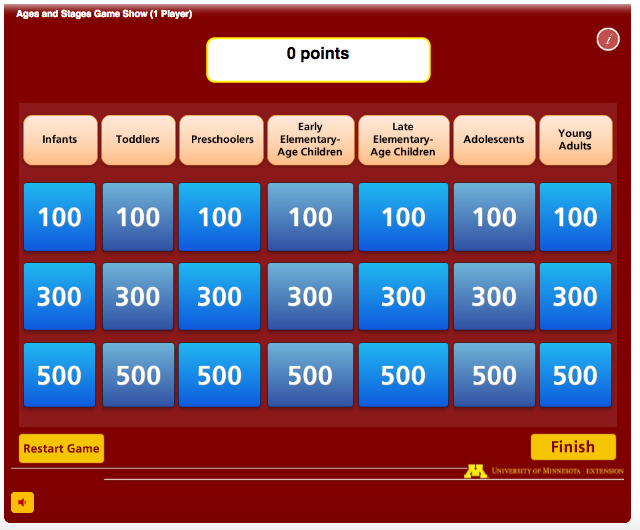 Ages and Stages Game Show (1 Player)
i
0 points
Infants
Toddlers
Preschoolers
Early
Elementary-
Age Children
Late
Elementary-
Age Children
Adolescents
Young
Adults
100 100 100 100 100 100 100
300 300 300 300 300 300 300
500 500 500 500 500 500 500
Restart Game
Finish
M
UNIVERSITY OF MINNESOTA EXTENSION